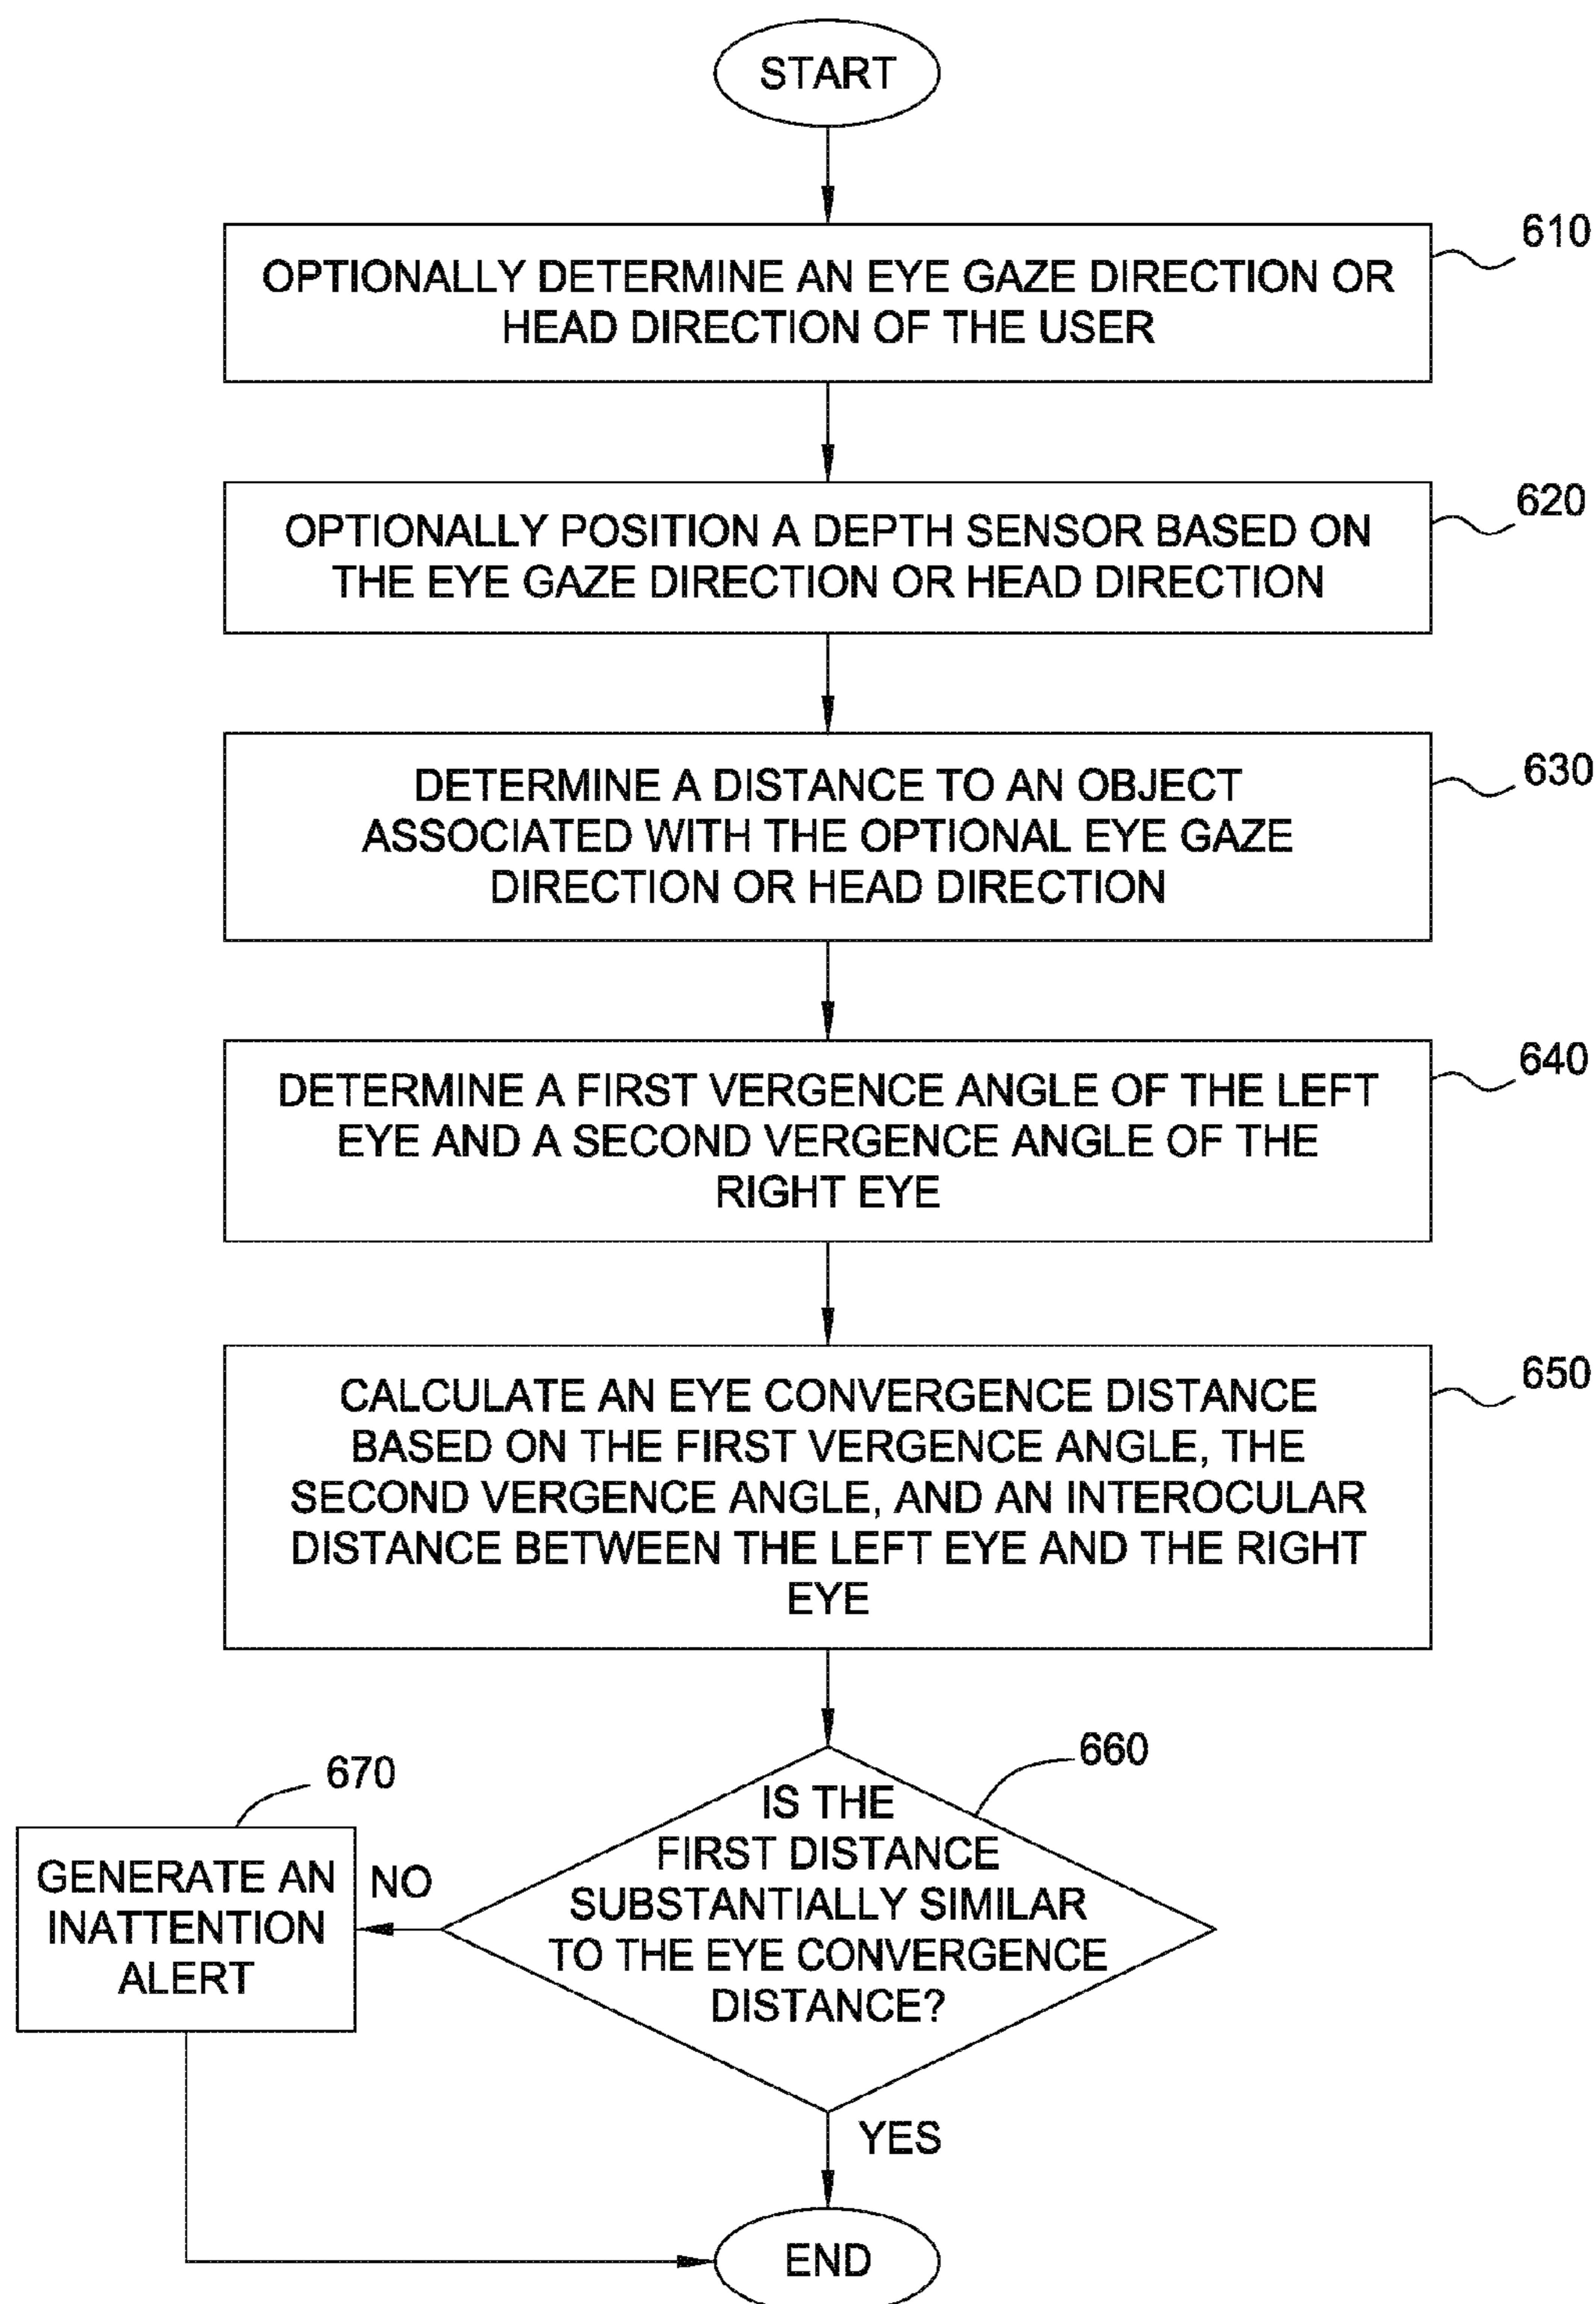 START
610
OPTIONALLY DETERMINE AN EYE GAZE DIRECTION OR
HEAD DIRECTION OF THE USER
620
OPTIONALLY POSITION A DEPTH SENSOR BASED ON
THE EYE GAZE DIRECTION OR HEAD DIRECTION
630
DETERMINE A DISTANCE TO AN OBJECT
ASSOCIATED WITH THE OPTIONAL EYE GAZE
DIRECTION OR HEAD DIRECTION
640
DETERMINE A FIRST VERGENCE ANGLE OF THE LEFT
EYE AND A SECOND VERGENCE ANGLE OF THE
RIGHT EYE
650
CALCULATE AN EYE CONVERGENCE DISTANCE
BASED ON THE FIRST VERGENCE ANGLE, THE
SECOND VERGENCE ANGLE, AND AN INTEROCULAR
DISTANCE BETWEEN THE LEFT EYE AND THE RIGHT
EYE
660
IS THE
FIRST DISTANCE
SUBSTANTIALLY SIMILAR
TO THE EYE CONVERGENCE
DISTANCE?
NO
670
GENERATE AN
INATTENTION
ALERT
YES
END